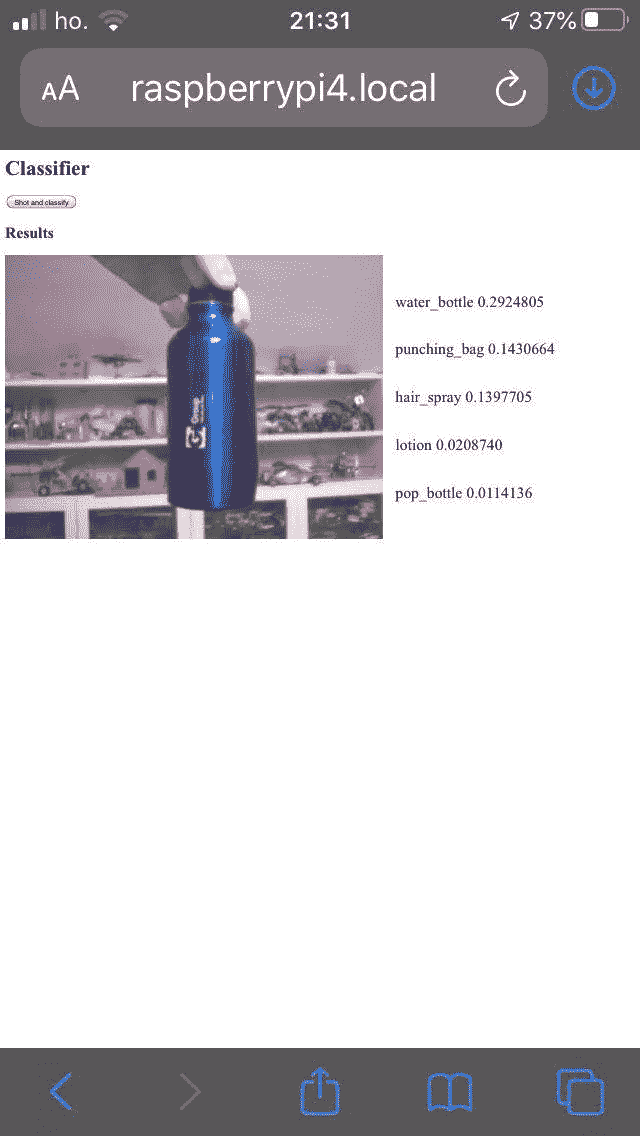 ho. 21:31 37%
AA raspberrypi4.local
Classifier
Shot and classify
Results
water_bottle 0.2924805
punching_bag 0.1430664
hair_spray 0.1397705
lotion 0.0208740
pop_bottle 0.0114136
Group